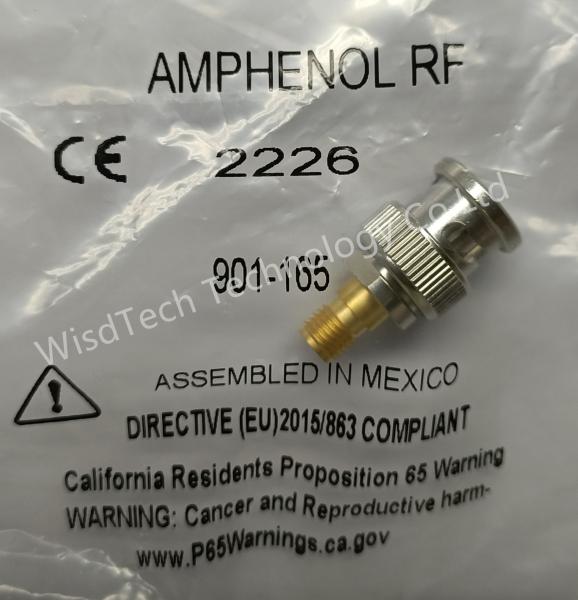 AMPHENOL RF
CE 2226
901-165
WisdTech Technology Co Ltd
ASSEMBLED IN MEXICO
DIRECTIVE (EU)2015/863 COMPLIANT
California Residents Proposition 65 Warning
WARNING: Cancer and Reproductive harm-
www.P65Warnings.ca.gov